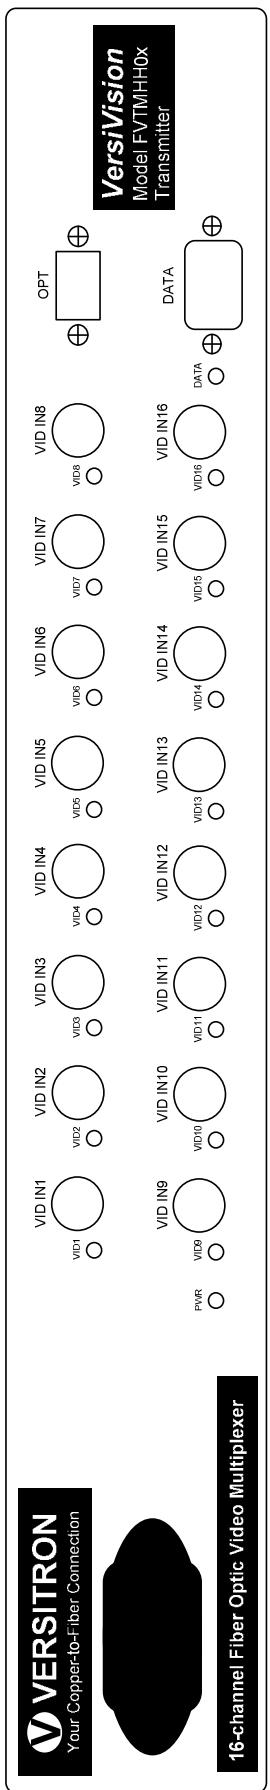 VERSITRON
Your Copper-to-Fiber Connection
16-channel Fiber Optic Video Multiplexer
PWR
VID IN1
VID1
VID IN2
VID2
VID IN3
VID3
VID IN4
VID4
VID IN5
VID5
VID IN6
VID6
VID IN7
VID7
VID IN8
VID8
OPT
VID IN9
VID9
VID IN10
VID10
VID IN11
VID11
VID IN12
VID12
VID IN13
VID13
VID IN14
VID14
VID IN15
VID15
VID IN16
VID16
DATA
DATA
VersiVision
Model FVTMHH0x
Transmitter